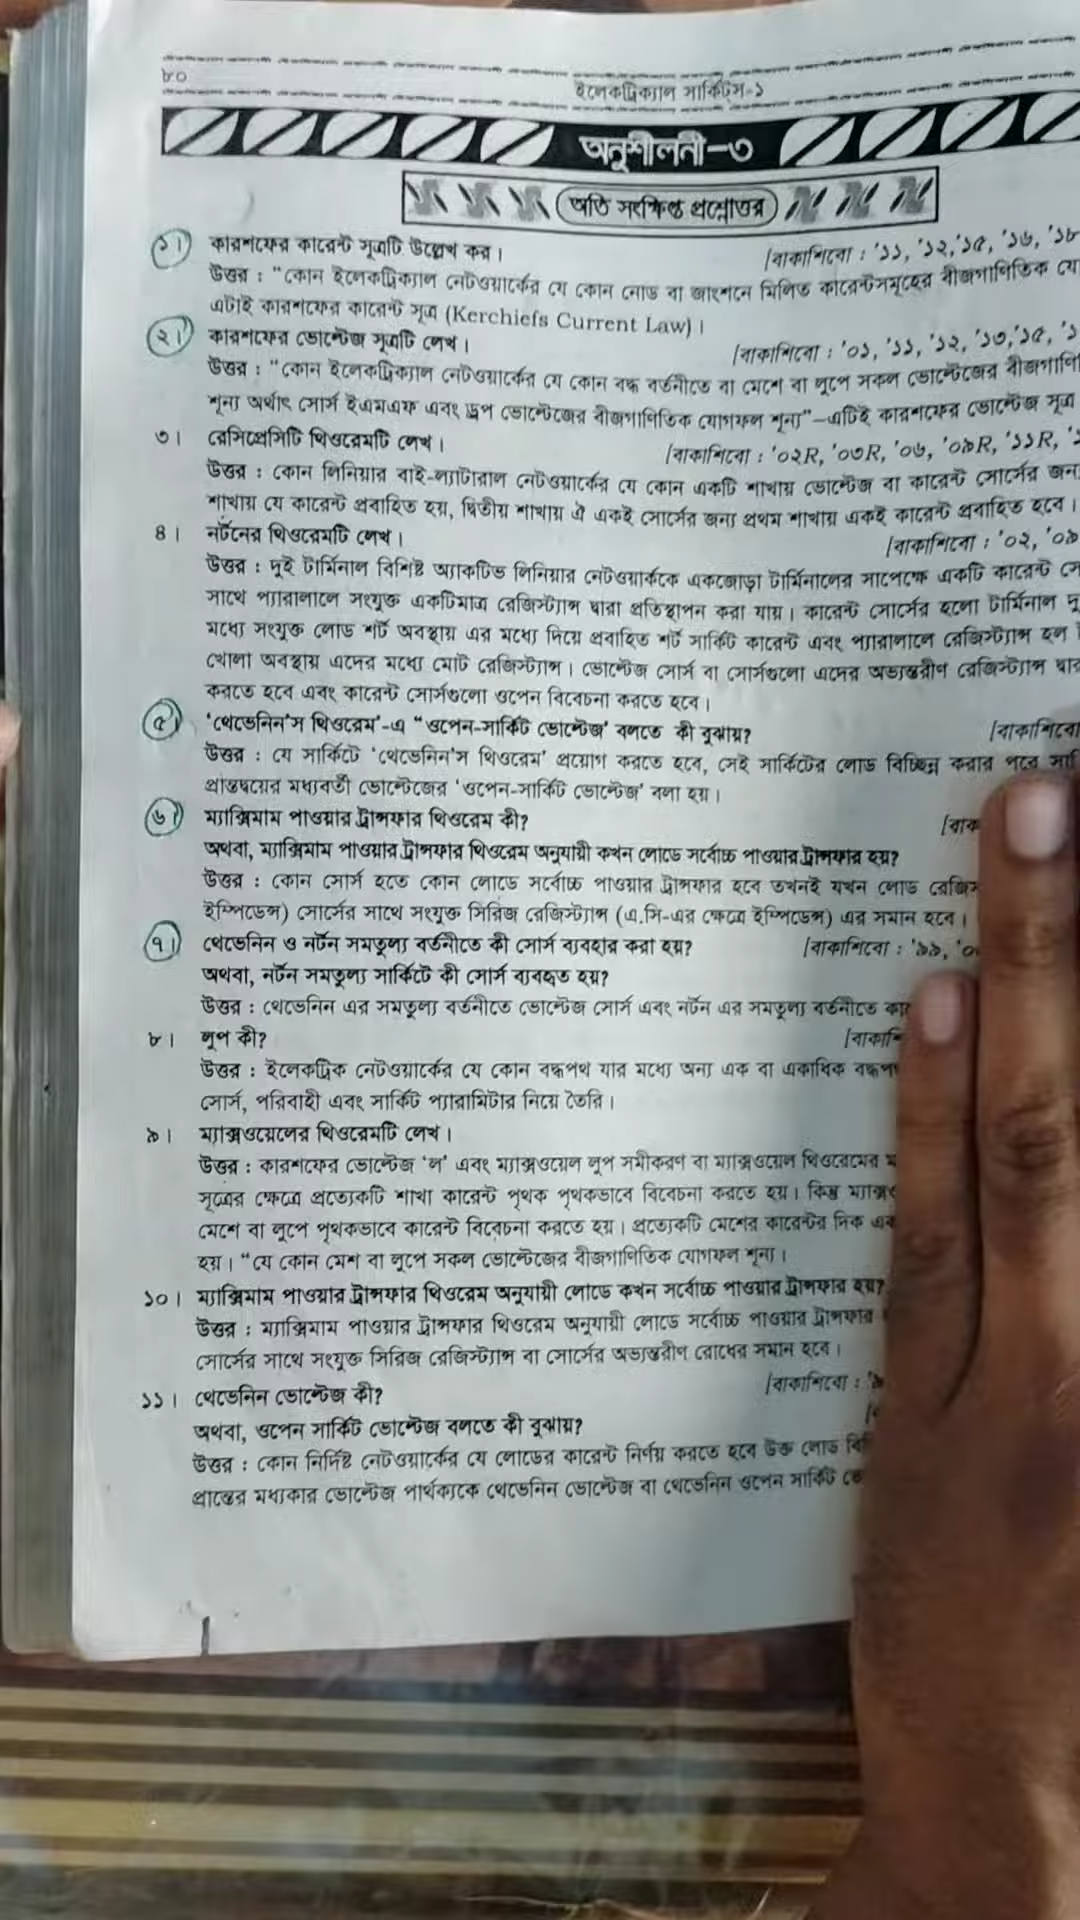 ৮০
ইলেকট্রিক্যাল সার্কিটস-১
অনুশীলনী-৩
অতি সংক্ষিপ্ত প্রশ্নোত্তর
১। কারশফের কারেন্ট সূত্রটি উল্লেখ কর। [বাকাশিবো : '১১, '১২,'১৫, '১৬, '১৮
উত্তর : "কোন ইলেকট্রিক্যাল নেটওয়ার্কের যে কোন নোড বা জাংশনে মিলিত কারেন্টসমূহের বীজগাণিতিক যো
এটাই কারশফের কারেন্ট সূত্র (Kerchiefs Current Law)।
২। কারশফের ভোল্টেজ সূত্রটি লেখ। [বাকাশিবো : '০১, '১১, '১২, '১৩,'১৫, '১
উত্তর : "কোন ইলেকট্রিক্যাল নেটওয়ার্কের যে কোন বদ্ধ বর্তনীতে বা মেশে বা লুপে সকল ভোল্টেজের বীজগাণি
শূন্য অর্থাৎ সোর্স ইএমএফ এবং ড্রপ ভোল্টেজের বীজগাণিতিক যোগফল শূন্য"–এটিই কারশফের ভোল্টেজ সূত্র
৩। রেসিপ্রেসিটি থিওরেমটি লেখ। [বাকাশিবো : '০২R, '০৩R, '০৬, '০৯R, '১১R,
উত্তর : কোন লিনিয়ার বাই-ল্যাটারাল নেটওয়ার্কের যে কোন একটি শাখায় ভোল্টেজ বা কারেন্ট সোর্সের জন্য
শাখায় যে কারেন্ট প্রবাহিত হয়, দ্বিতীয় শাখায় ঐ একই সোর্সের জন্য প্রথম শাখায় একই কারেন্ট প্রবাহিত হবে।
৪। নর্টনের থিওরেমটি লেখ। [বাকাশিবো : '০২, '০৯
উত্তর : দুই টার্মিনাল বিশিষ্ট অ্যাকটিভ লিনিয়ার নেটওয়ার্ককে একজোড়া টার্মিনালের সাপেক্ষে একটি কারেন্ট সো
সাথে প্যারালালে সংযুক্ত একটিমাত্র রেজিস্ট্যান্স দ্বারা প্রতিস্থাপন করা যায়। কারেন্ট সোর্সের হলো টার্মিনাল দু
মধ্যে সংযুক্ত লোড শর্ট অবস্থায় এর মধ্যে দিয়ে প্রবাহিত শর্ট সার্কিট কারেন্ট এবং প্যারালালে রেজিস্ট্যান্স হল
খোলা অবস্থায় এদের মধ্যে মোট রেজিস্ট্যান্স। ভোল্টেজ সোর্স বা সোর্সগুলো এদের অভ্যন্তরীণ রেজিস্ট্যান্স দ্বার
করতে হবে এবং কারেন্ট সোর্সগুলো ওপেন বিবেচনা করতে হবে।
৫। 'থেভেনিন'স থিওরেম'-এ "ওপেন-সার্কিট ভোল্টেজ' বলতে কী বুঝায়? [বাকাশিবো
উত্তর : যে সার্কিটে 'থেভেনিন'স থিওরেম' প্রয়োগ করতে হবে, সেই সার্কিটের লোড বিচ্ছিন্ন করার পরে সা
প্রান্তদ্বয়ের মধ্যবর্তী ভোল্টেজের 'ওপেন-সার্কিট ভোল্টেজ' বলা হয়।
৬। ম্যাক্সিমাম পাওয়ার ট্রান্সফার থিওরেম কী? [বাক
অথবা, ম্যাক্সিমাম পাওয়ার ট্রান্সফার থিওরেম অনুযায়ী কখন লোডে সর্বোচ্চ পাওয়ার ট্রান্সফার হয়?
উত্তর : কোন সোর্স হতে কোন লোডে সর্বোচ্চ পাওয়ার ট্রান্সফার হবে তখনই যখন লোড রেজিস
ইম্পিডেন্স) সোর্সের সাথে সংযুক্ত সিরিজ রেজিস্ট্যান্স (এ.সি-এর ক্ষেত্রে ইম্পিডেন্স) এর সমান হবে।
৭। থেভেনিন ও নর্টন সমতুল্য বর্তনীতে কী সোর্স ব্যবহার করা হয়? [বাকাশিবো : '৯৯, '০
অথবা, নর্টন সমতুল্য সার্কিটে কী সোর্স ব্যবহৃত হয়?
উত্তর : থেভেনিন এর সমতুল্য বর্তনীতে ভোল্টেজ সোর্স এবং নর্টন এর সমতুল্য বর্তনীতে কা
৮। লুপ কী? [বাকাশি
উত্তর : ইলেকট্রিক নেটওয়ার্কের যে কোন বদ্ধপথ যার মধ্যে অন্য এক বা একাধিক বদ্ধপ
সোর্স, পরিবাহী এবং সার্কিট প্যারামিটার নিয়ে তৈরি।
৯। ম্যাক্সওয়েলের থিওরেমটি লেখ।
উত্তর : কারশফের ভোল্টেজ 'ল' এবং ম্যাক্সওয়েল লুপ সমীকরণ বা ম্যাক্সওয়েল থিওরেমের ম
সূত্রের ক্ষেত্রে প্রত্যেকটি শাখা কারেন্ট পৃথক পৃথকভাবে বিবেচনা করতে হয়। কিন্তু ম্যাক্স
মেশে বা লুপে পৃথকভাবে কারেন্ট বিবেচনা করতে হয়। প্রত্যেকটি মেশের কারেন্টর দিক এক
হয়। "যে কোন মেশ বা লুপে সকল ভোল্টেজের বীজগাণিতিক যোগফল শূন্য।
১০। ম্যাক্সিমাম পাওয়ার ট্রান্সফার থিওরেম অনুযায়ী লোডে কখন সর্বোচ্চ পাওয়ার ট্রান্সফার হয়?
উত্তর : ম্যাক্সিমাম পাওয়ার ট্রান্সফার থিওরেম অনুযায়ী লোডে সর্বোচ্চ পাওয়ার ট্রান্সফার
সোর্সের সাথে সংযুক্ত সিরিজ রেজিস্ট্যান্স বা সোর্সের অভ্যন্তরীণ রোধের সমান হবে।
১১। থেভেনিন ভোল্টেজ কী? [বাকাশিবো : '৯
অথবা, ওপেন সার্কিট ভোল্টেজ বলতে কী বুঝায়?
উত্তর : কোন নির্দিষ্ট নেটওয়ার্কের যে লোডের কারেন্ট নির্ণয় করতে হবে উক্ত লোড বি
প্রান্তের মধ্যকার ভোল্টেজ পার্থক্যকে থেভেনিন ভোল্টেজ বা থেভেনিন ওপেন সার্কিট ভো